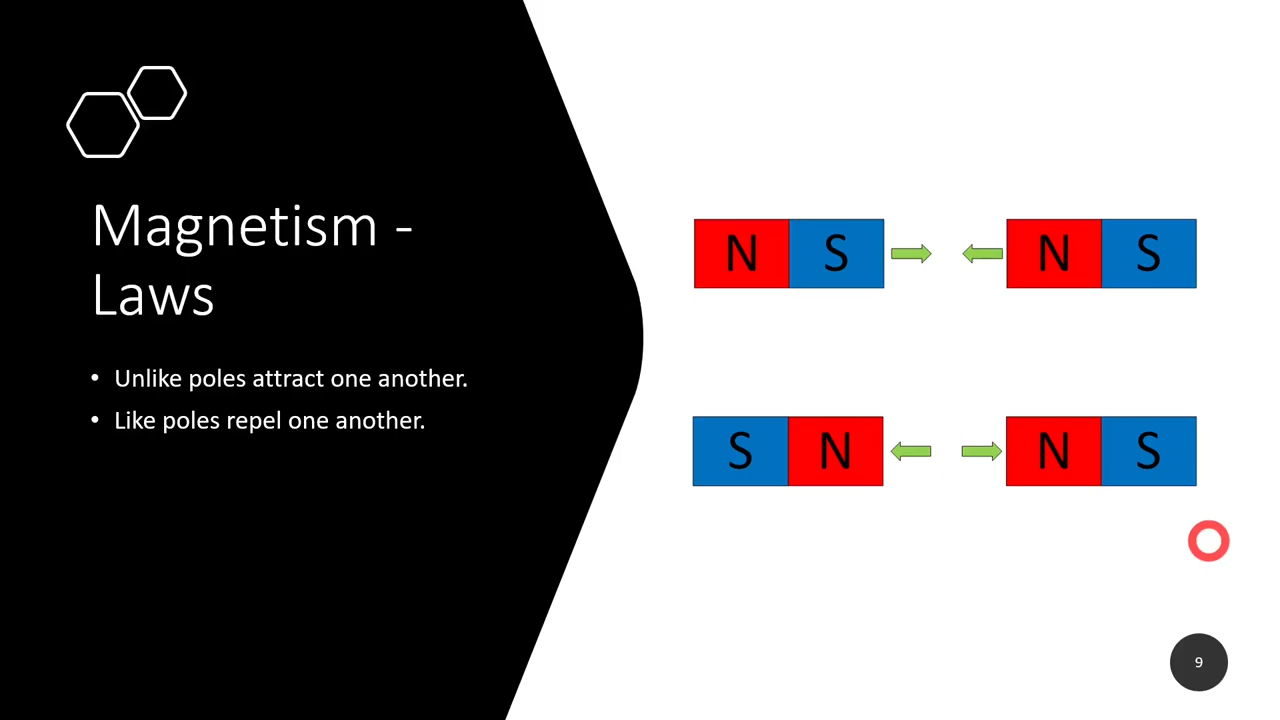 Magnetism -
Laws
• Unlike poles attract one another.
• Like poles repel one another.
N S N S
S N N S
9